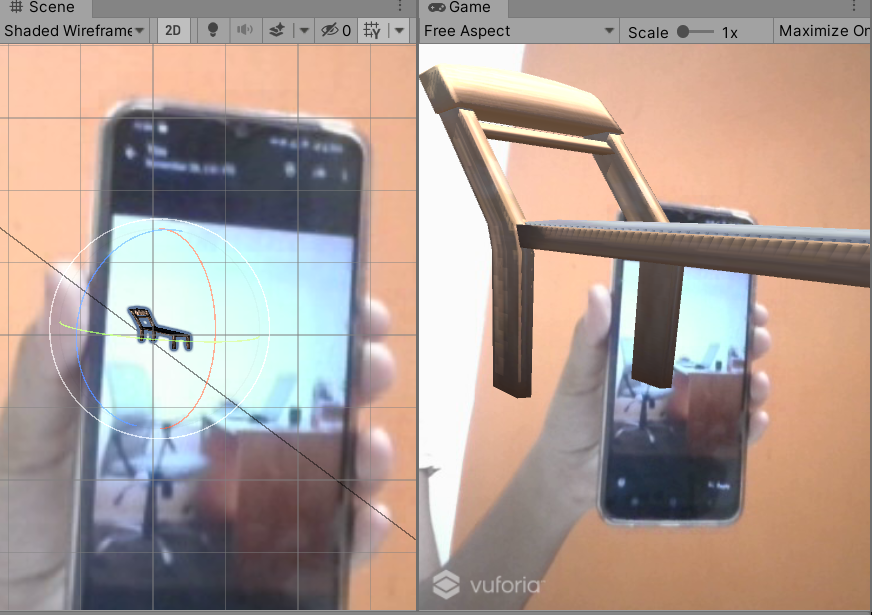 Scene
Game
Shaded Wireframe
2D
0
Free Aspect
Scale
1x
Maximize On
vuforia